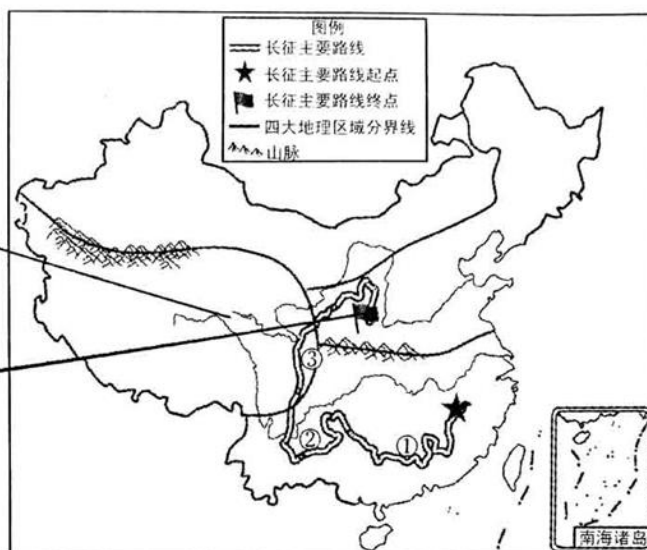 图例
长征主要路线
长征主要路线起点
长征主要路线终点
四大地理区域分界线
山脉
③
②
①
南海诸岛